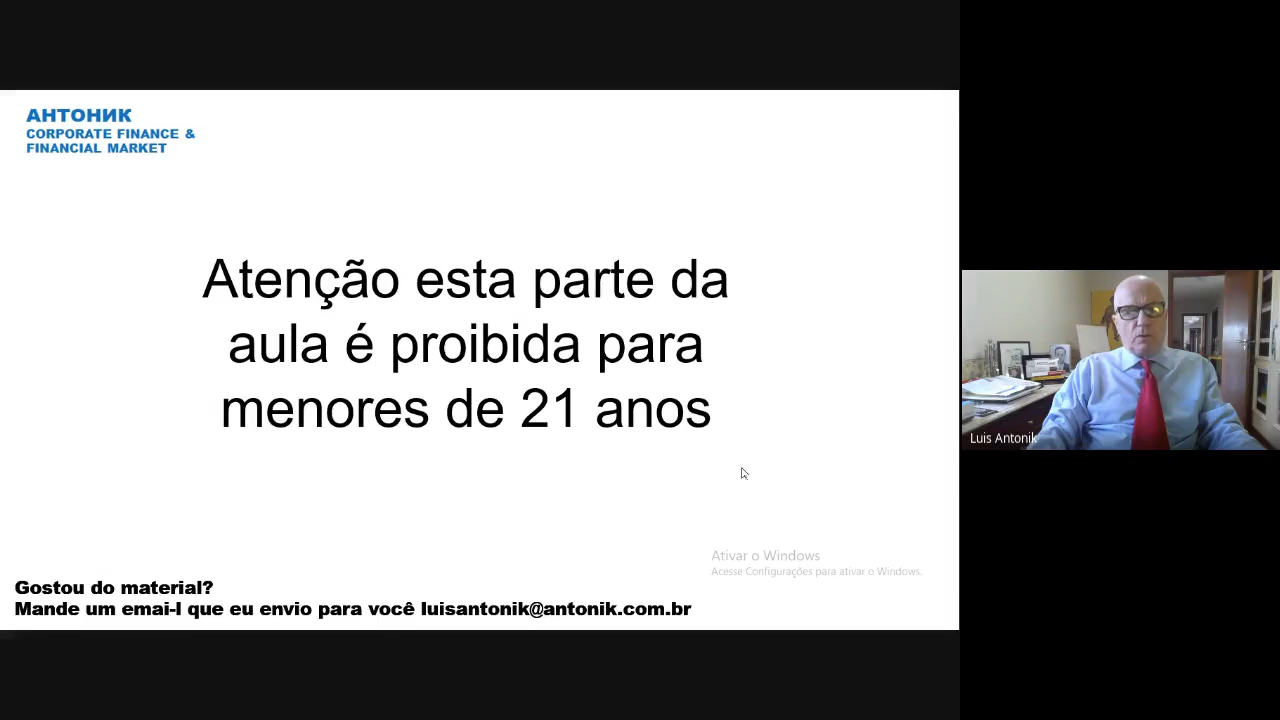 АНТОНИК
CORPORATE FINANCE &
FINANCIAL MARKET
Atenção esta parte da
aula é proibida para
menores de 21 anos
Ativar o Windows
Acesse Configurações para ativar o Windows.
Gostou do material?
Mande um emai-l que eu envio para você luisantonik@antonik.com.br
Luis Antonik